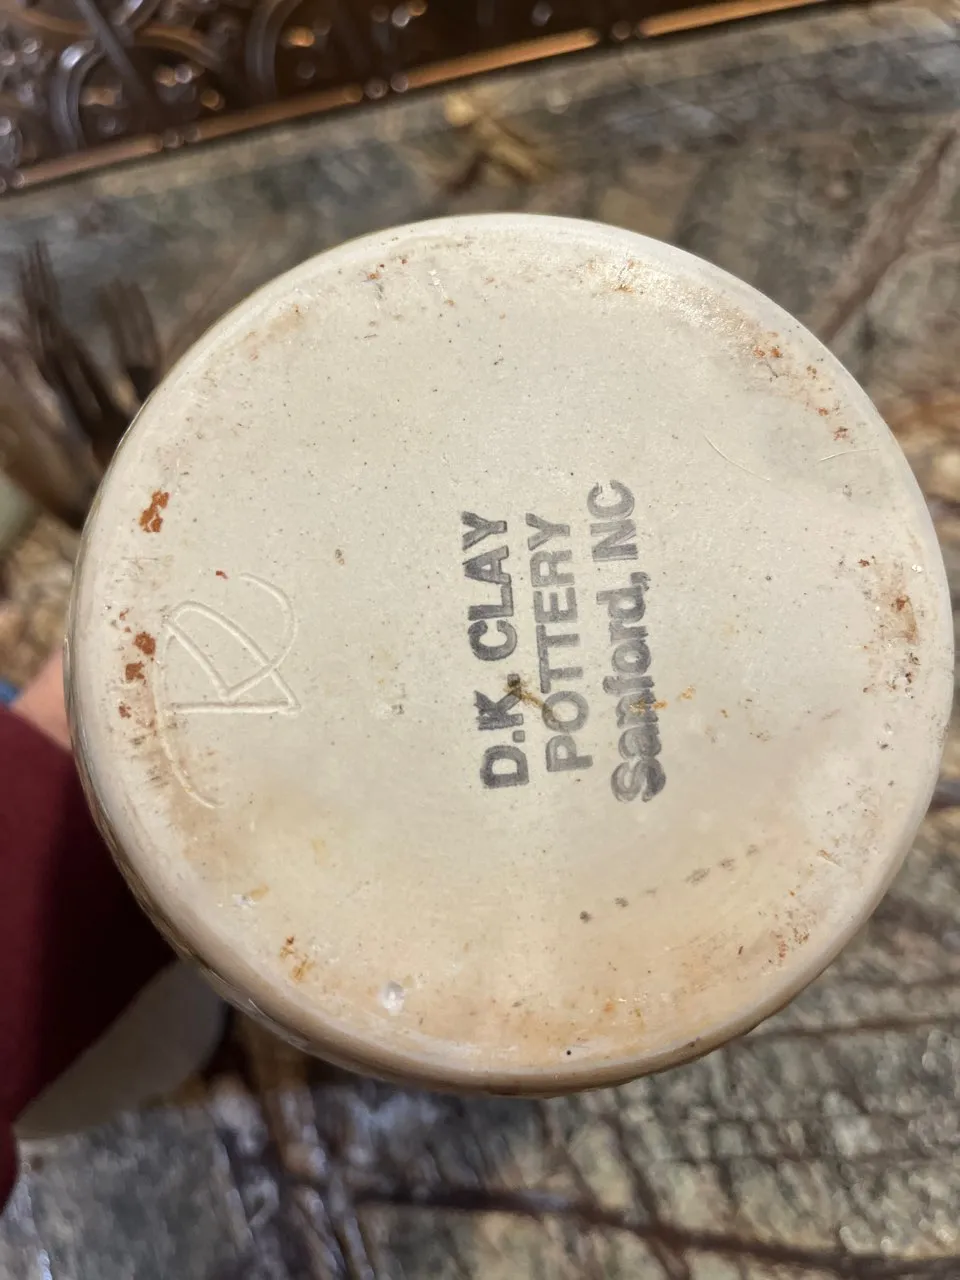 D.K. CLAY
POTTERY
Sanford, NC